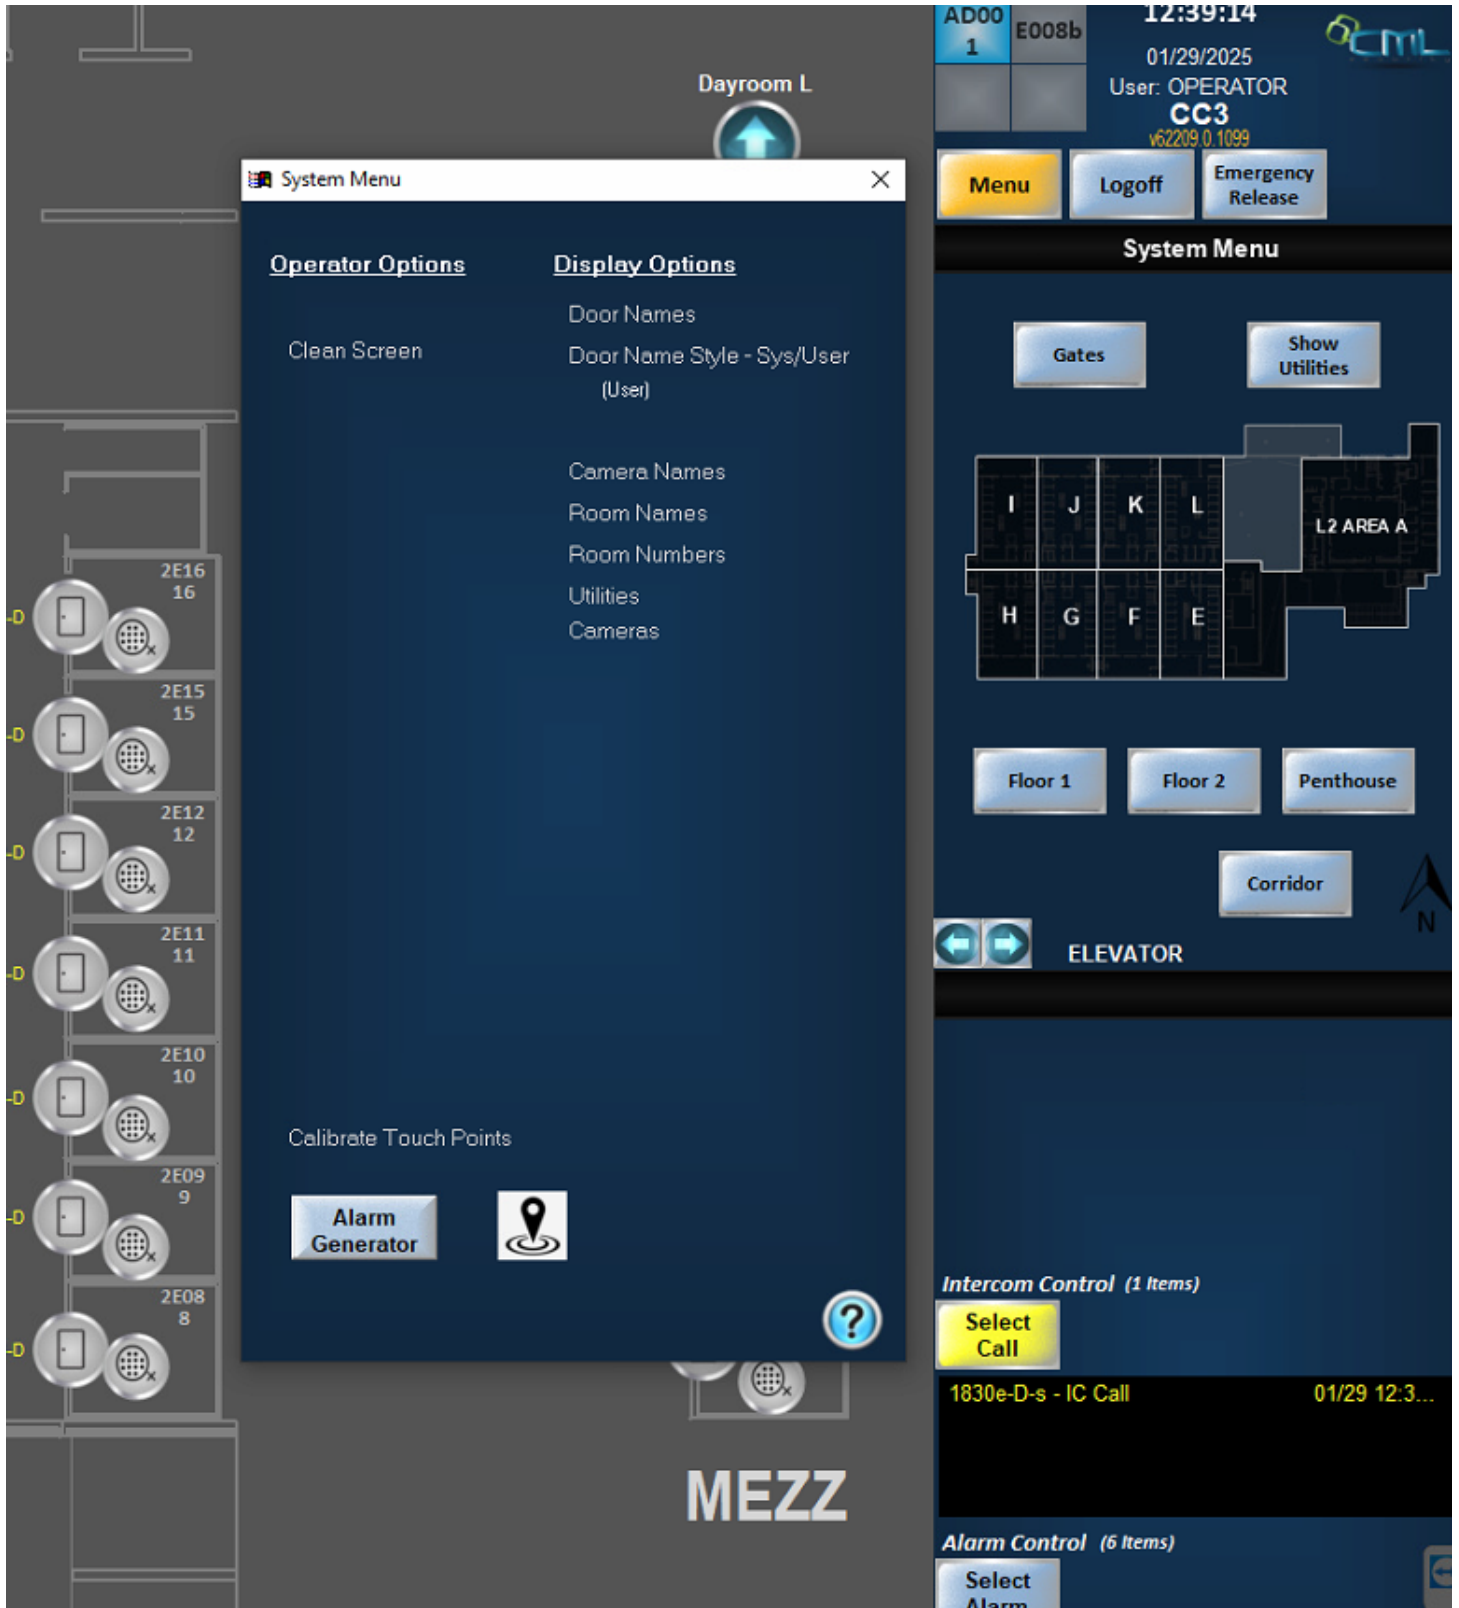 Dayroom L
AD00
1
E008b
12:39:14
01/29/2025
User: OPERATOR
CC3
v62209.0.1099
CML
Menu
Logoff
Emergency
Release
System Menu
Gates
Show
Utilities
I
J
K
L
L2 AREA A
H
G
F
E
Floor 1
Floor 2
Penthouse
Corridor
N
ELEVATOR
Intercom Control (1 Items)
Select
Call
1830e-D-s - IC Call 01/29 12:3...
Alarm Control (6 Items)
Select
Alarm
System Menu
Operator Options
Clean Screen
Display Options
Door Names
Door Name Style - Sys/User
(User)
Camera Names
Room Names
Room Numbers
Utilities
Cameras
Calibrate Touch Points
Alarm
Generator
?
2E16
16
-D
2E15
15
-D
2E12
12
-D
2E11
11
-D
2E10
10
-D
2E09
9
-D
2E08
8
-D
MEZZ